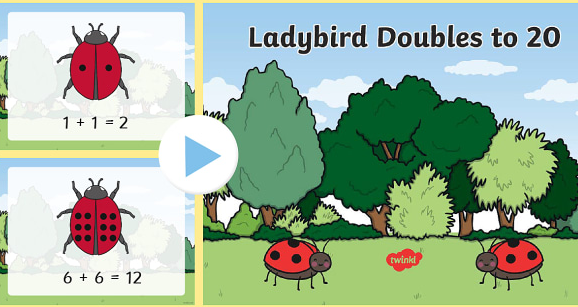 Ladybird Doubles to 20
1 + 1 = 2
6 + 6 = 12
twinkl